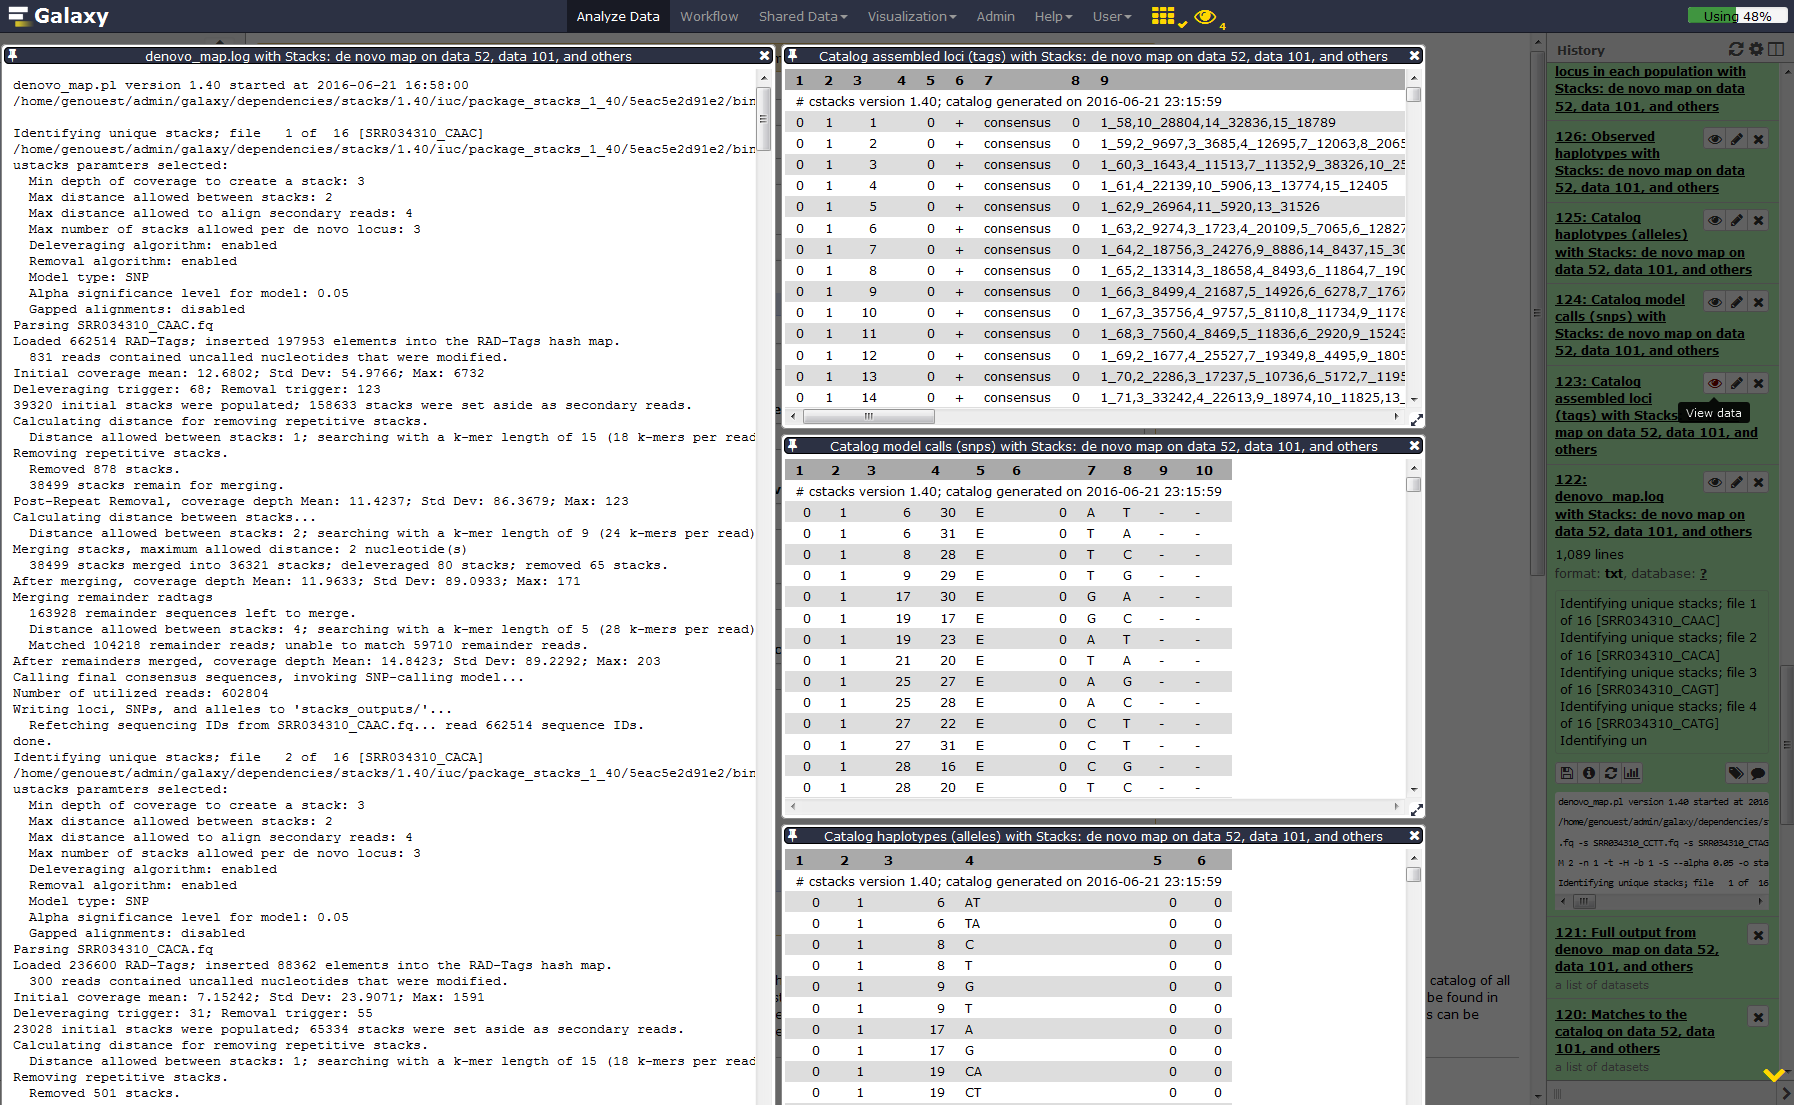 Galaxy
Analyze Data
Workflow
Shared Data
Visualization
Admin
Help
User
4
Using 48%
denovo_map.log with Stacks: de novo map on data 52, data 101, and others
denovo_map.pl version 1.40 started at 2016-06-21 16:58:00
/home/genouest/admin/galaxy/dependencies/stacks/1.40/iuc/package_stacks_1_40/5eac5e2d91e2/bin
Identifying unique stacks; file   1 of  16 [SRR034310_CAAC]
/home/genouest/admin/galaxy/dependencies/stacks/1.40/iuc/package_stacks_1_40/5eac5e2d91e2/bin
ustacks paramters selected:
Min depth of coverage to create a stack: 3
Max distance allowed between stacks: 2
Max distance allowed to align secondary reads: 4
Max number of stacks allowed per de novo locus: 3
Deleveraging algorithm: enabled
Removal algorithm: enabled
Model type: SNP
Alpha significance level for model: 0.05
Gapped alignments: disabled
Parsing SRR034310_CAAC.fq
Loaded 662514 RAD-Tags; inserted 197953 elements into the RAD-Tags hash map.
831 reads contained uncalled nucleotides that were modified.
Initial coverage mean: 12.6802; Std Dev: 54.9766; Max: 6732
Deleveraging trigger: 68; Removal trigger: 123
39320 initial stacks were populated; 158633 stacks were set aside as secondary reads.
Calculating distance for removing repetitive stacks.
Distance allowed between stacks: 1; searching with a k-mer length of 15 (18 k-mers per read
Removing repetitive stacks.
Removed 878 stacks.
38499 stacks remain for merging.
Post-Repeat Removal, coverage depth Mean: 11.4237; Std Dev: 86.3679; Max: 123
Calculating distance between stacks...
Distance allowed between stacks: 2; searching with a k-mer length of 9 (24 k-mers per read)
Merging stacks, maximum allowed distance: 2 nucleotide(s)
38499 stacks merged into 36321 stacks; deleveraged 80 stacks; removed 65 stacks.
After merging, coverage depth Mean: 11.9633; Std Dev: 89.0933; Max: 171
Merging remainder radtags
163928 remainder sequences left to merge.
Distance allowed between stacks: 4; searching with a k-mer length of 5 (28 k-mers per read)
Matched 104218 remainder reads; unable to match 59710 remainder reads.
After remainders merged, coverage depth Mean: 14.8423; Std Dev: 89.2292; Max: 203
Calling final consensus sequences, invoking SNP-calling model...
Number of utilized reads: 602804
Writing loci, SNPs, and alleles to 'stacks_outputs/'...
Refetching sequencing IDs from SRR034310_CAAC.fq... read 662514 sequence IDs.
done.
Identifying unique stacks; file   2 of  16 [SRR034310_CACA]
/home/genouest/admin/galaxy/dependencies/stacks/1.40/iuc/package_stacks_1_40/5eac5e2d91e2/bin
ustacks paramters selected:
Min depth of coverage to create a stack: 3
Max distance allowed between stacks: 2
Max distance allowed to align secondary reads: 4
Max number of stacks allowed per de novo locus: 3
Deleveraging algorithm: enabled
Removal algorithm: enabled
Model type: SNP
Alpha significance level for model: 0.05
Gapped alignments: disabled
Parsing SRR034310_CACA.fq
Loaded 236600 RAD-Tags; inserted 88362 elements into the RAD-Tags hash map.
300 reads contained uncalled nucleotides that were modified.
Initial coverage mean: 7.15242; Std Dev: 23.9071; Max: 1591
Deleveraging trigger: 31; Removal trigger: 55
23028 initial stacks were populated; 65334 stacks were set aside as secondary reads.
Calculating distance for removing repetitive stacks.
Distance allowed between stacks: 1; searching with a k-mer length of 15 (18 k-mers per read
Removing repetitive stacks.
Removed 501 stacks.
Catalog assembled loci (tags) with Stacks: de novo map on data 52, data 101, and others
1 2 3 4 5 6 7 8 9
# cstacks version 1.40; catalog generated on 2016-06-21 23:15:59
0 1 1 0 + consensus 0 1_58,10_28804,14_32836,15_18789
0 1 2 0 + consensus 0 1_59,2_9697,3_3685,4_12695,7_12063,8_2065
0 1 3 0 + consensus 0 1_60,3_1643,4_11513,7_11352,9_38326,10_25
0 1 4 0 + consensus 0 1_61,4_22139,10_5906,13_13774,15_12405
0 1 5 0 + consensus 0 1_62,9_26964,11_5920,13_31526
0 1 6 0 + consensus 0 1_63,2_9274,3_1723,4_20109,5_7065,6_12827
0 1 7 0 + consensus 0 1_64,2_18756,3_24276,9_8886,14_8437,15_30
0 1 8 0 + consensus 0 1_65,2_13314,3_18658,4_8493,6_11864,7_190
0 1 9 0 + consensus 0 1_66,3_8499,4_21687,5_14926,6_6278,7_1767
0 1 10 0 + consensus 0 1_67,3_35756,4_9757,5_8110,8_11734,9_1178
0 1 11 0 + consensus 0 1_68,3_7560,4_8469,5_11836,6_2920,9_15243
0 1 12 0 + consensus 0 1_69,2_1677,4_25527,7_19349,8_4495,9_1805
0 1 13 0 + consensus 0 1_70,2_2286,3_17237,5_10736,6_5172,7_1195
0 1 14 0 + consensus 0 1_71,3_33242,4_22613,9_18974,10_11825,13_
Catalog model calls (snps) with Stacks: de novo map on data 52, data 101, and others
1 2 3 4 5 6 7 8 9 10
# cstacks version 1.40; catalog generated on 2016-06-21 23:15:59
0 1 6 30 E 0 A T - -
0 1 6 31 E 0 T A - -
0 1 8 28 E 0 T C - -
0 1 9 29 E 0 T G - -
0 1 17 30 E 0 G A - -
0 1 19 17 E 0 G C - -
0 1 19 23 E 0 A T - -
0 1 21 20 E 0 T A - -
0 1 25 27 E 0 A G - -
0 1 25 28 E 0 A C - -
0 1 27 22 E 0 C T - -
0 1 27 31 E 0 C T - -
0 1 28 16 E 0 C G - -
0 1 28 20 E 0 T C - -
Catalog haplotypes (alleles) with Stacks: de novo map on data 52, data 101, and others
1 2 3 4 5 6
# cstacks version 1.40; catalog generated on 2016-06-21 23:15:59
0 1 6 AT 0 0
0 1 6 TA 0 0
0 1 8 C 0 0
0 1 8 T 0 0
0 1 9 G 0 0
0 1 9 T 0 0
0 1 17 A 0 0
0 1 17 G 0 0
0 1 19 CA 0 0
0 1 19 CT 0 0
catalog of all
be found in
s can be
History
locus in each population with
Stacks: de novo map on data
52, data 101, and others
126: Observed
haplotypes with
Stacks: de novo map on data
52, data 101, and others
125: Catalog
haplotypes (alleles)
with Stacks: de novo map on
data 52, data 101, and others
124: Catalog model
calls (snps) with
Stacks: de novo map on data
52, data 101, and others
123: Catalog
assembled loci
(tags) with Stacks
map on data 52, data 101, and
others
View data
122:
denovo_map.log
with Stacks: de novo map on
data 52, data 101, and others
1,089 lines
format: txt, database: ?
Identifying unique stacks; file 1
of 16 [SRR034310_CAAC]
Identifying unique stacks; file 2
of 16 [SRR034310_CACA]
Identifying unique stacks; file 3
of 16 [SRR034310_CAGT]
Identifying unique stacks; file 4
of 16 [SRR034310_CATG]
Identifying un
denovo_map.pl version 1.40 started at 2016
/home/genouest/admin/galaxy/dependencies/s
.fq -s SRR034310_CCTT.fq -s SRR034310_CTAG
M 2 -n 1 -t -H -b 1 -S --alpha 0.05 -o sta
Identifying unique stacks; file   1 of  16
121: Full output from
denovo_map on data 52,
data 101, and others
a list of datasets
120: Matches to the
catalog on data 52, data
101, and others
a list of datasets